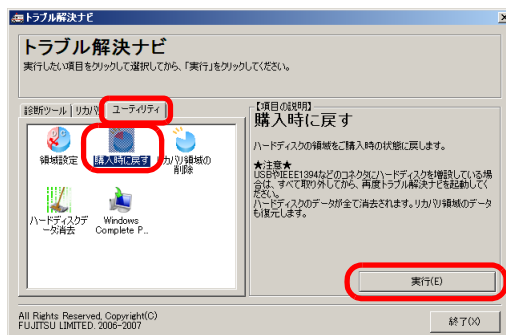 トラブル解決ナビ
トラブル解決ナビ
実行したい項目をクリックして選択してから、「実行」をクリックしてください。
診断ツール
リカバリ
ユーティリティ
領域設定
購入時に戻す
リカバリ領域の
削除
ハードディスクデ
ータ消去
Windows
Complete P...
【項目の説明】
購入時に戻す
ハードディスクの領域をご購入時の状態に戻します。
★注意★
USBやIEEE1394などのコネクタにハードディスクを増設している場
合は、すべて取り外してから、再度トラブル解決ナビを起動してく
ださい。
ハードディスクのデータが全て消去されます。リカバリ領域のデータ
も復元します。
実行(E)
All Rights Reserved, Copyright(C)
FUJITSU LIMITED. 2006-2007
終了(X)